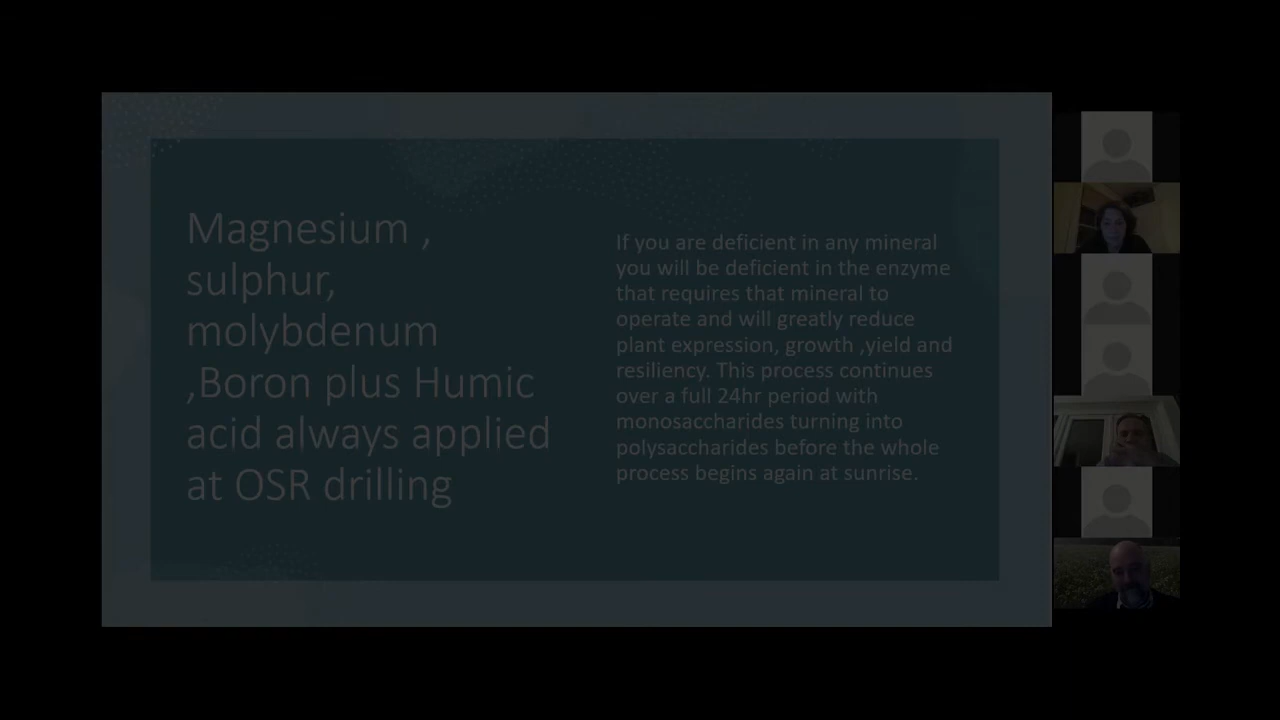 Magnesium ,
sulphur,
molybdenum
,Boron plus Humic
acid always applied
at OSR drilling
If you are deficient in any mineral
you will be deficient in the enzyme
that requires that mineral to
operate and will greatly reduce
plant expression, growth ,yield and
resiliency. This process continues
over a full 24hr period with
monosaccharides turning into
polysaccharides before the whole
process begins again at sunrise.